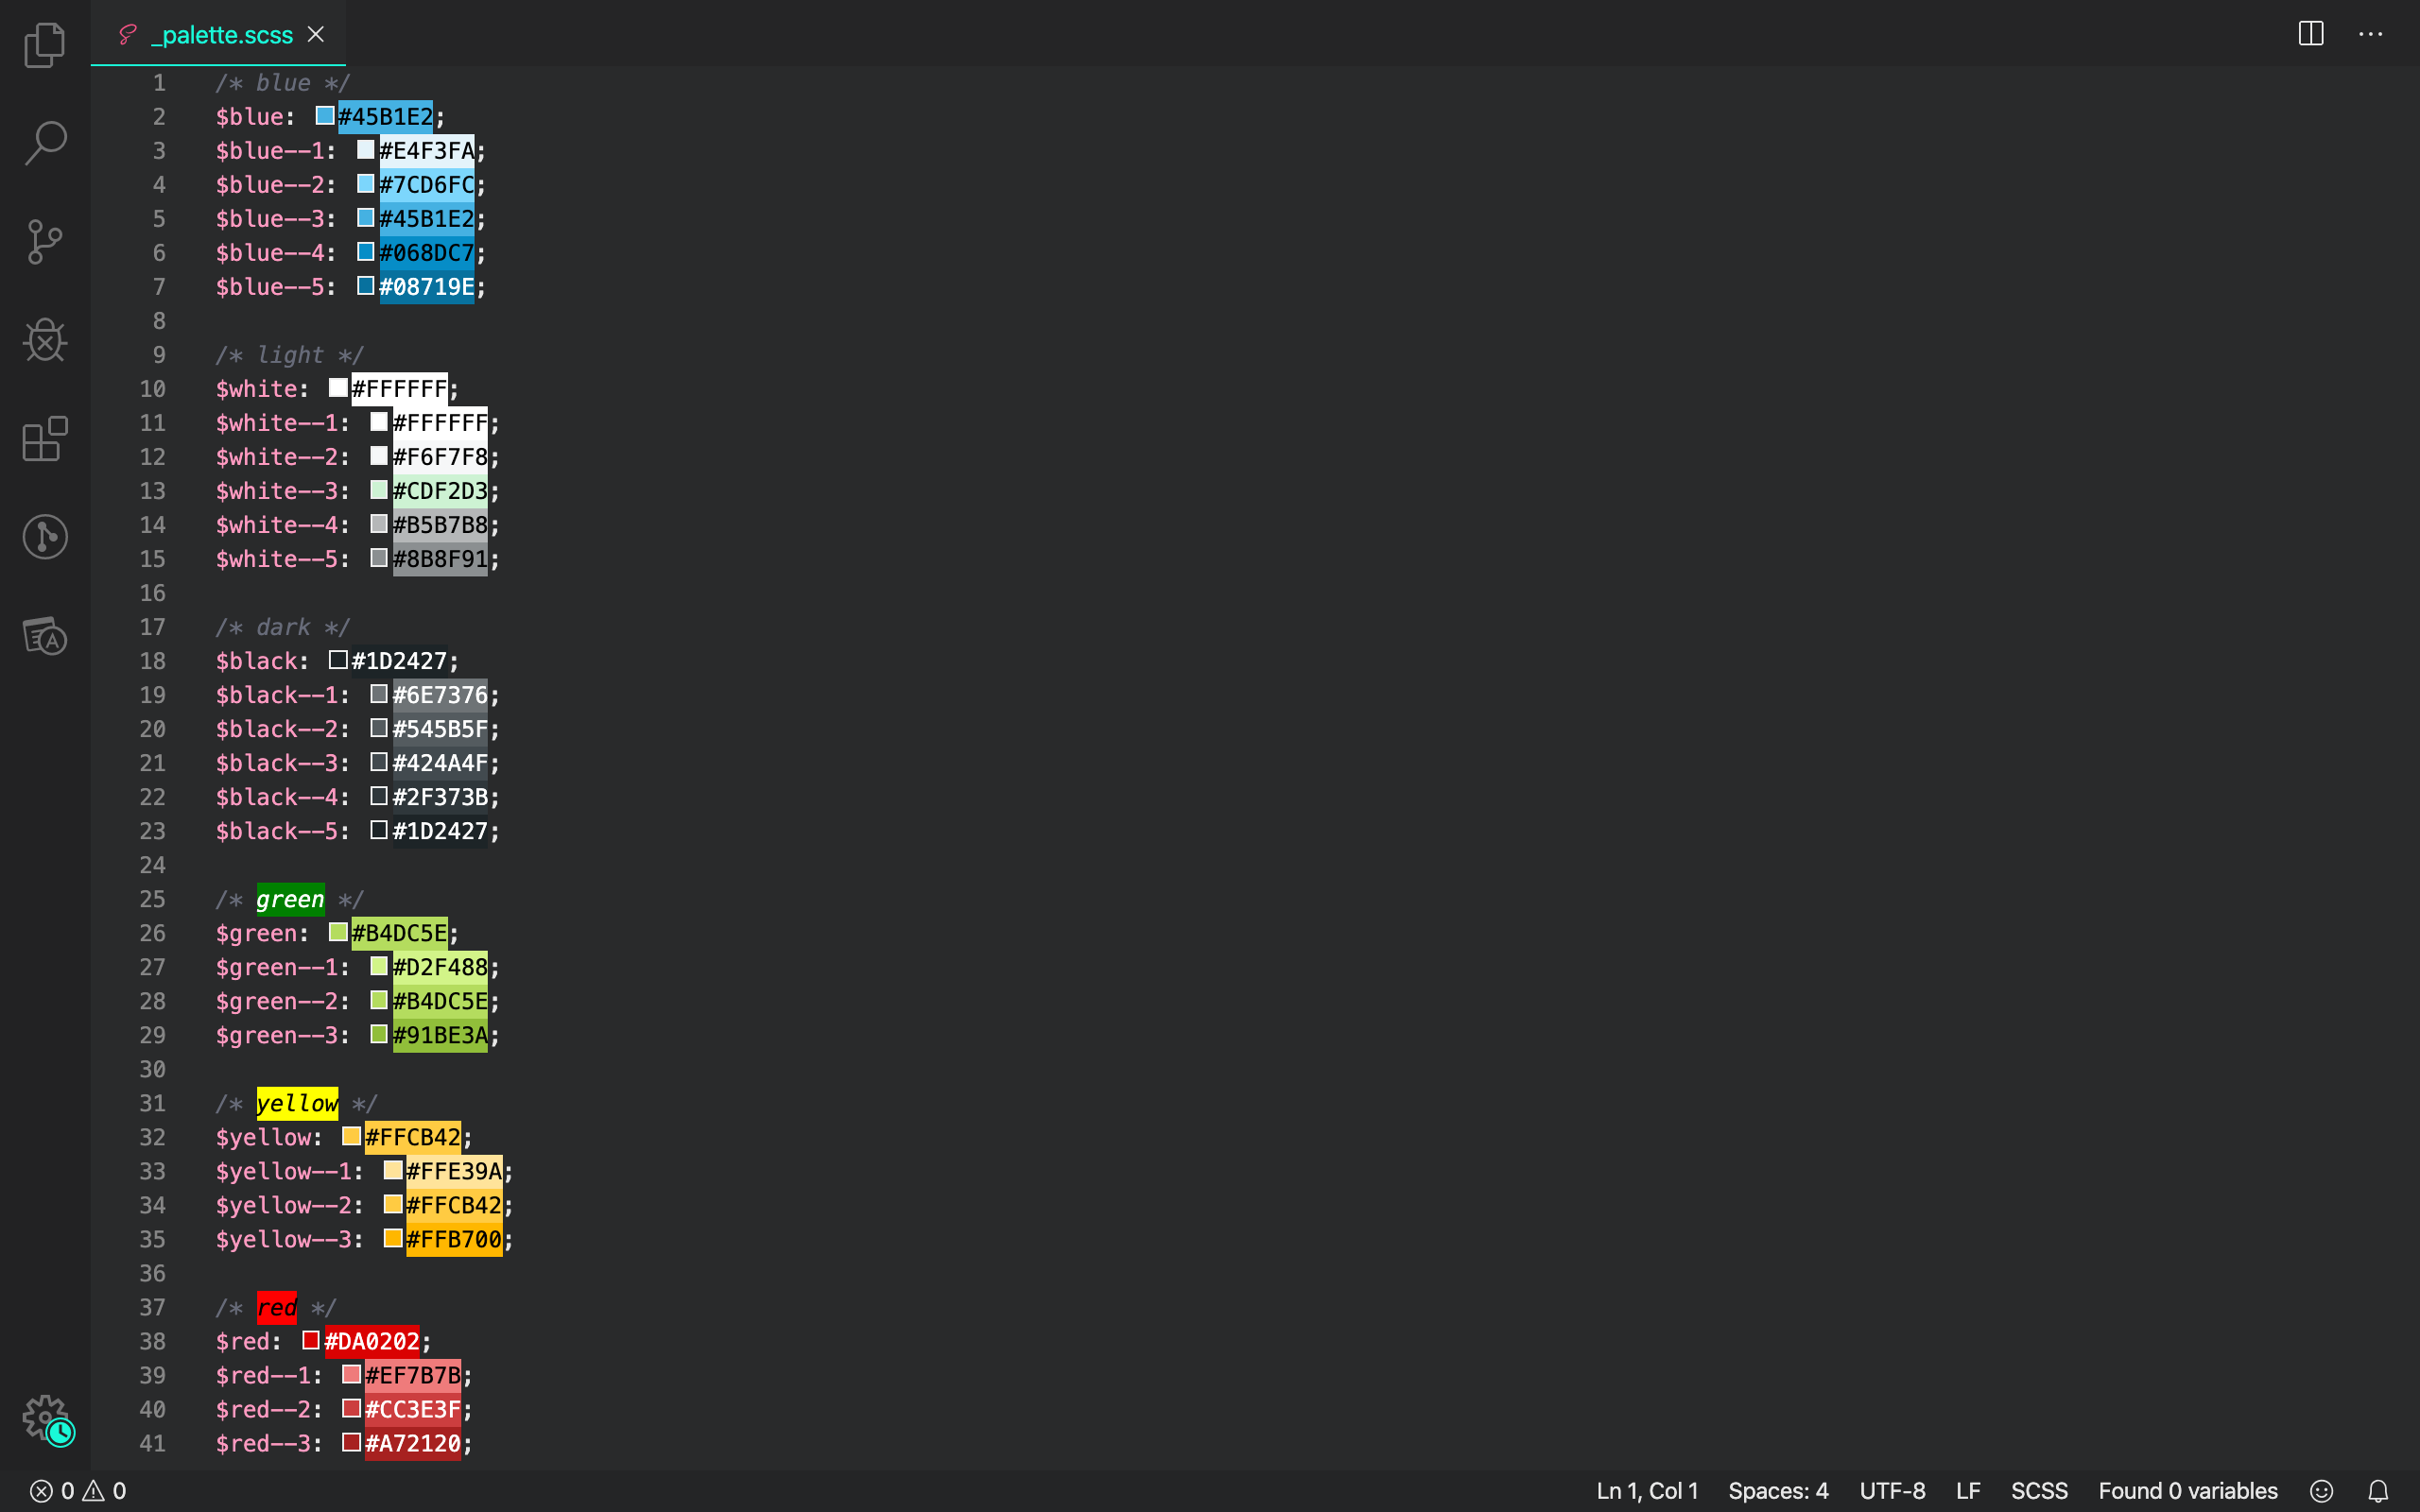 _palette.scss
1 /* blue */
2 $blue: #45B1E2;
3 $blue--1: #E4F3FA;
4 $blue--2: #7CD6FC;
5 $blue--3: #45B1E2;
6 $blue--4: #068DC7;
7 $blue--5: #08719E;
8
9 /* light */
10 $white: #FFFFFF;
11 $white--1: #FFFFFF;
12 $white--2: #F6F7F8;
13 $white--3: #CDF2D3;
14 $white--4: #B5B7B8;
15 $white--5: #8B8F91;
16
17 /* dark */
18 $black: #1D2427;
19 $black--1: #6E7376;
20 $black--2: #545B5F;
21 $black--3: #424A4F;
22 $black--4: #2F373B;
23 $black--5: #1D2427;
24
25 /* green */
26 $green: #B4DC5E;
27 $green--1: #D2F488;
28 $green--2: #B4DC5E;
29 $green--3: #91BE3A;
30
31 /* yellow */
32 $yellow: #FFCB42;
33 $yellow--1: #FFE39A;
34 $yellow--2: #FFCB42;
35 $yellow--3: #FFB700;
36
37 /* red */
38 $red: #DA0202;
39 $red--1: #EF7B7B;
40 $red--2: #CC3E3F;
41 $red--3: #A72120;
0 0 Ln 1, Col 1 Spaces: 4 UTF-8 LF SCSS Found 0 variables